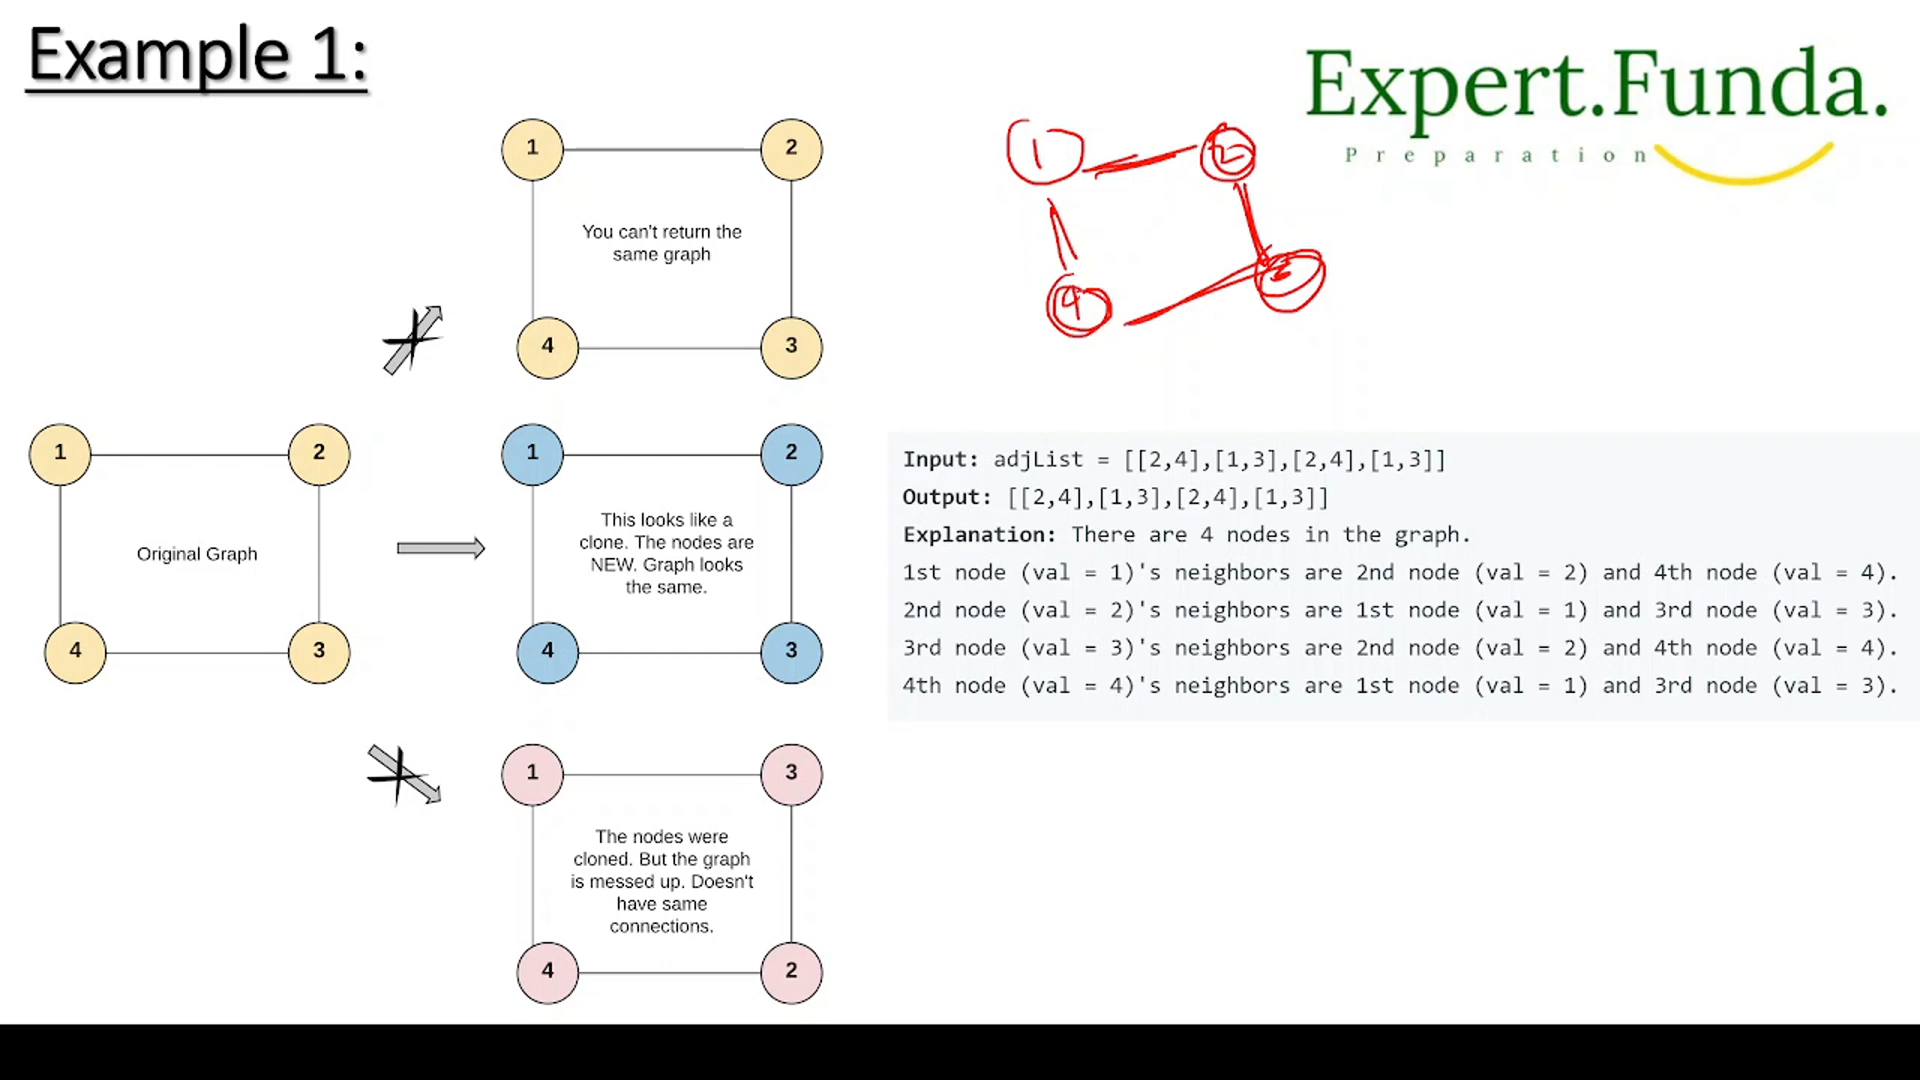 Example 1:
Expert.Funda.
Preparation
1
2
You can't return the
same graph
4
3
1
2
3
4
1
2
Original Graph
4
3
1
2
This looks like a
clone. The nodes are
NEW. Graph looks
the same.
4
3
Input: adjList = [[2,4],[1,3],[2,4],[1,3]]
Output: [[2,4],[1,3],[2,4],[1,3]]
Explanation: There are 4 nodes in the graph.
1st node (val = 1)'s neighbors are 2nd node (val = 2) and 4th node (val = 4).
2nd node (val = 2)'s neighbors are 1st node (val = 1) and 3rd node (val = 3).
3rd node (val = 3)'s neighbors are 2nd node (val = 2) and 4th node (val = 4).
4th node (val = 4)'s neighbors are 1st node (val = 1) and 3rd node (val = 3).
1
3
The nodes were
cloned. But the graph
is messed up. Doesn't
have same
connections.
4
2